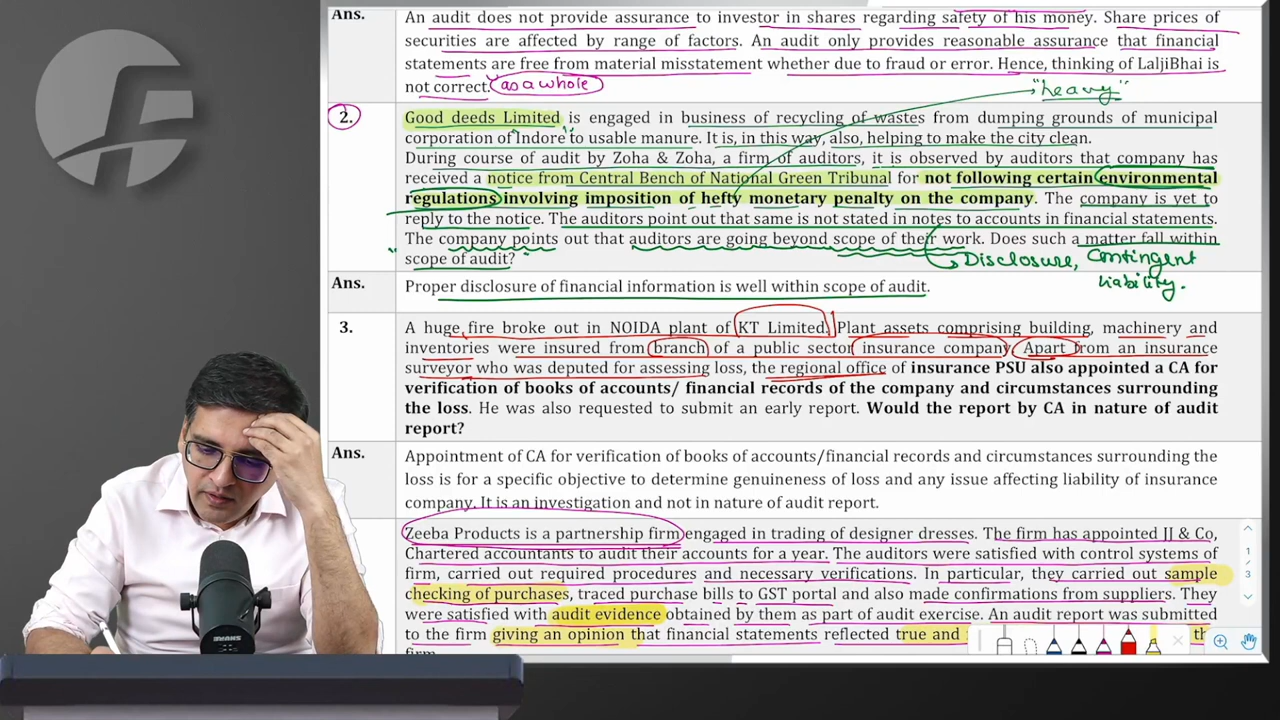 Ans.
An audit does not provide assurance to investor in shares regarding safety of his money. Share prices of
securities are affected by range of factors. An audit only provides reasonable assurance that financial
statements are free from material misstatement whether due to fraud or error. Hence, thinking of LaljiBhai is
not correct. as a whole
"heavy"
2.
Good deeds Limited is engaged in business of recycling of wastes from dumping grounds of municipal
corporation of Indore to usable manure. It is, in this way, also, helping to make the city clean.
During course of audit by Zoha & Zoha, a firm of auditors, it is observed by auditors that company has
received a notice from Central Bench of National Green Tribunal for not following certain environmental
regulations involving imposition of hefty monetary penalty on the company. The company is yet to
reply to the notice. The auditors point out that same is not stated in notes to accounts in financial statements.
The company points out that auditors are going beyond scope of their work. Does such a matter fall within
scope of audit?
Disclosure, Contingent
liability.
Ans.
Proper disclosure of financial information is well within scope of audit.
3.
A huge fire broke out in NOIDA plant of KT Limited. Plant assets comprising building, machinery and
inventories were insured from branch of a public sector insurance company. Apart from an insurance
surveyor who was deputed for assessing loss, the regional office of insurance PSU also appointed a CA for
verification of books of accounts/ financial records of the company and circumstances surrounding
the loss. He was also requested to submit an early report. Would the report by CA in nature of audit
report?
Ans.
Appointment of CA for verification of books of accounts/financial records and circumstances surrounding the
loss is for a specific objective to determine genuineness of loss and any issue affecting liability of insurance
company. It is an investigation and not in nature of audit report.
Zeeba Products is a partnership firm engaged in trading of designer dresses. The firm has appointed JJ & Co,
Chartered accountants to audit their accounts for a year. The auditors were satisfied with control systems of
firm, carried out required procedures and necessary verifications. In particular, they carried out sample
checking of purchases, traced purchase bills to GST portal and also made confirmations from suppliers. They
were satisfied with audit evidence obtained by them as part of audit exercise. An audit report was submitted
to the firm giving an opinion that financial statements reflected true and
1
/
3
SHURE